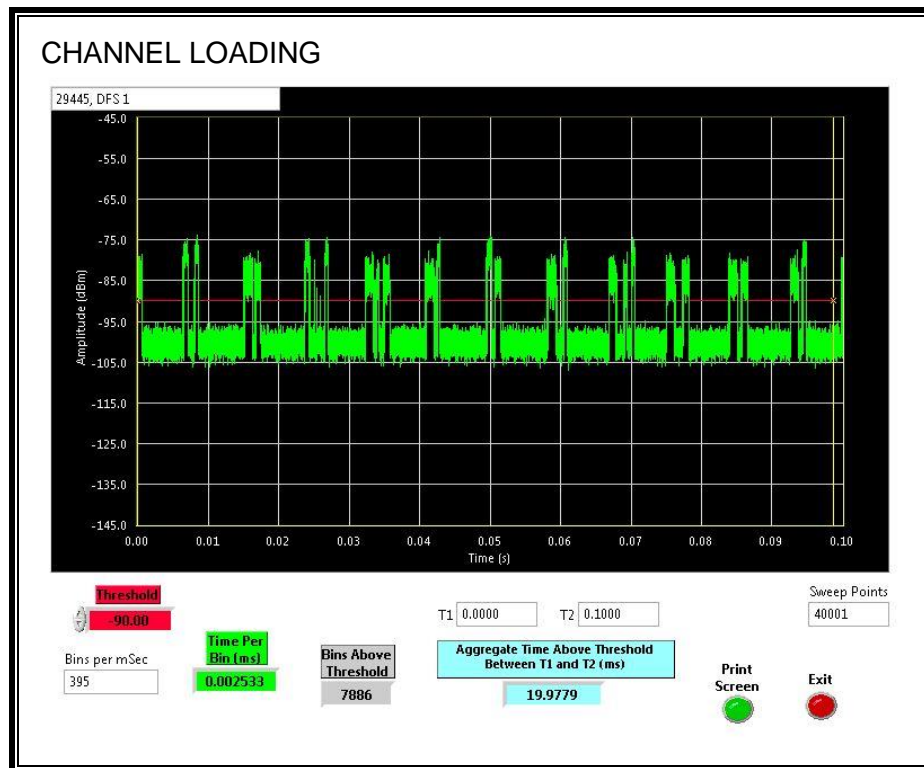 CHANNEL LOADING
29445, DFS 1
-45.0
-55.0
-65.0
-75.0
-85.0
-95.0
-105.0
-115.0
-125.0
-135.0
-145.0
Amplitude (dBm)
0.00 0.01 0.02 0.03 0.04 0.05 0.06 0.07 0.08 0.09 0.10
Time (s)
Threshold
-90.00
Bins per mSec
395
Time Per
Bin (ms)
0.002533
Bins Above
Threshold
7886
T1 0.0000 T2 0.1000
Aggregate Time Above Threshold
Between T1 and T2 (ms)
19.9779
Sweep Points
40001
Print
Screen
Exit